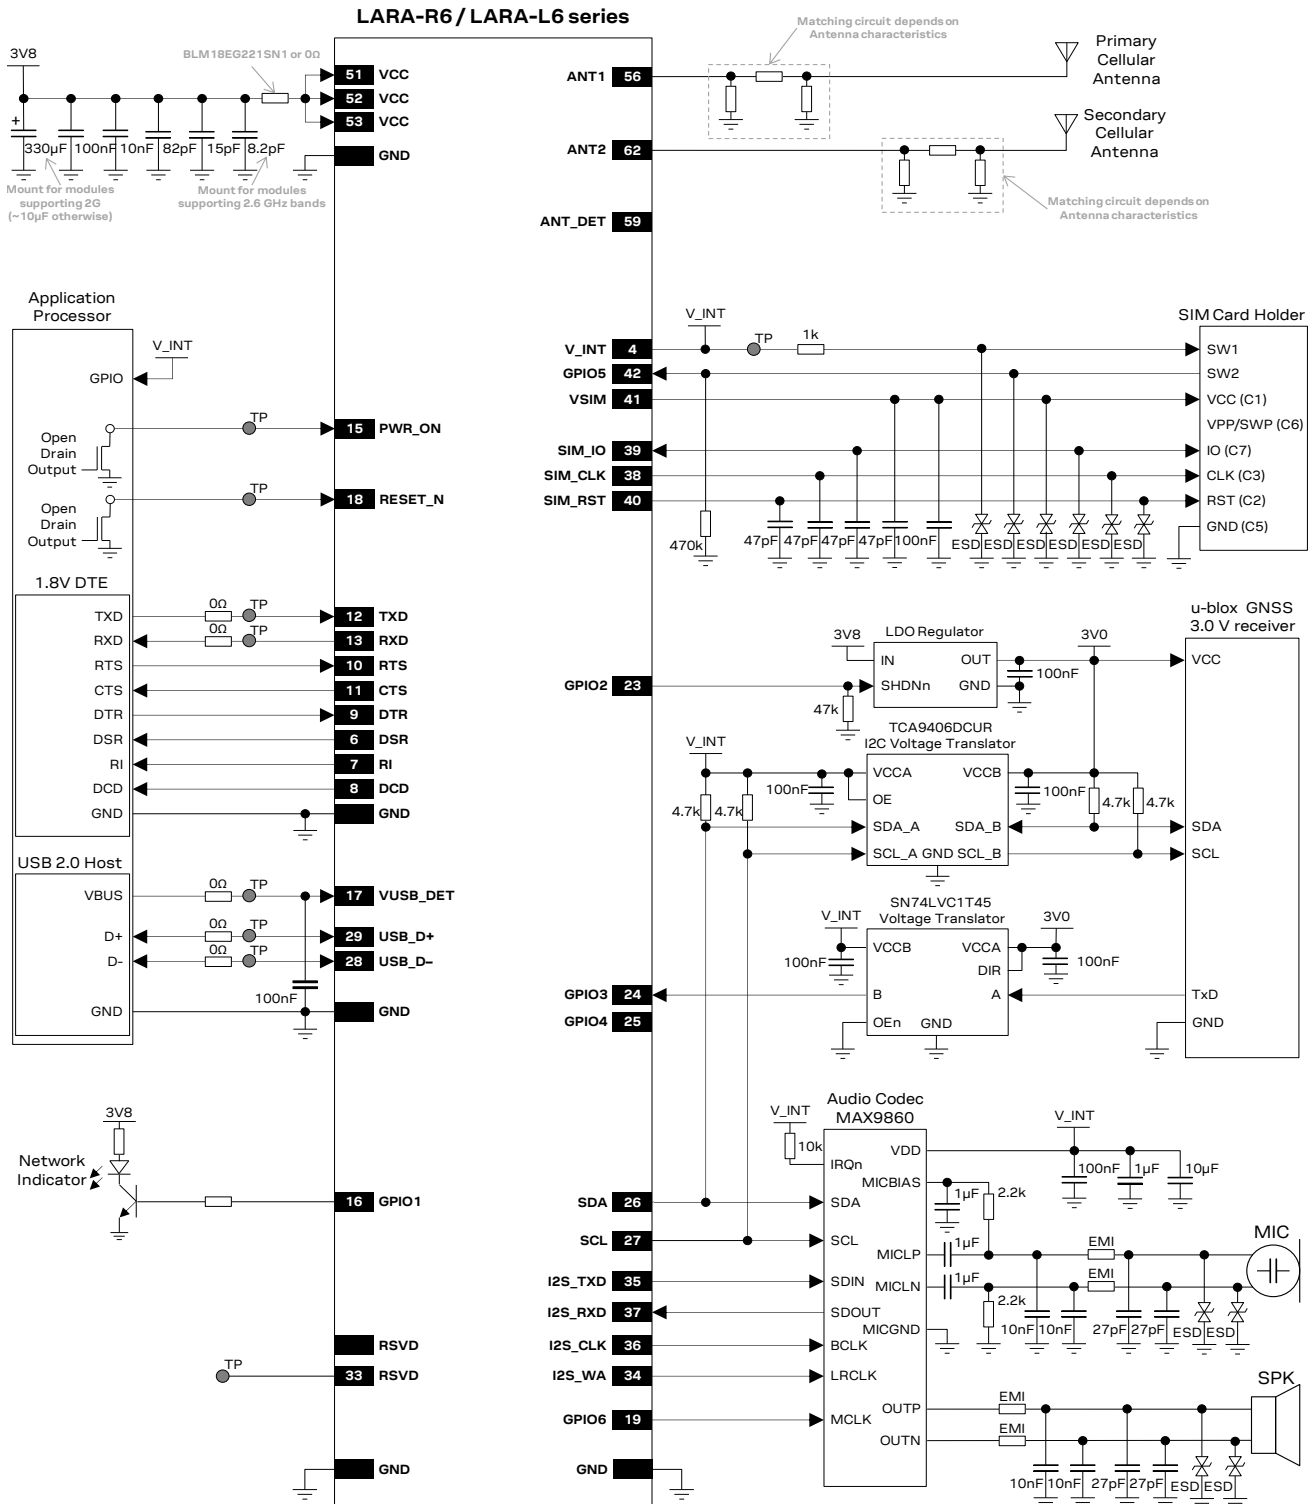 LARA-R6 / LARA-L6 series
3V8
BLM18EG221SN1 or 0Ω
51 VCC
52 VCC
53 VCC
GND
+
330µF 100nF 10nF 82pF 15pF 8.2pF
Mount for modules
supporting 2G
(~10µF otherwise)
Mount for modules
supporting 2.6 GHz bands
ANT1 56
Matching circuit depends on
Antenna characteristics
Primary
Cellular
Antenna
ANT2 62
Secondary
Cellular
Antenna
Matching circuit depends on
Antenna characteristics
ANT_DET 59
Application
Processor
V_INT
GPIO
Open
Drain
Output
TP
15 PWR_ON
Open
Drain
Output
TP
18 RESET_N
V_INT
TP
1k
SIM Card Holder
V_INT 4
SW1
GPIO5 42
SW2
VSIM 41
VCC (C1)
VPP/SWP (C6)
SIM_IO 39
IO (C7)
SIM_CLK 38
CLK (C3)
SIM_RST 40
RST (C2)
GND (C5)
470k
47pF 47pF 47pF 47pF 100nF
ESD ESD ESD ESD ESD ESD
1.8V DTE
TXD 0Ω TP 12 TXD
RXD 0Ω TP 13 RXD
RTS 10 RTS
CTS 11 CTS
DTR 9 DTR
DSR 6 DSR
RI 7 RI
DCD 8 DCD
GND GND
USB 2.0 Host
VBUS 0Ω TP 17 VUSB_DET
D+ 0Ω TP 29 USB_D+
D- 0Ω TP 28 USB_D–
100nF
GND GND
GPIO2 23
47k
3V8
LDO Regulator
IN OUT
SHDNn GND
100nF
3V0
u-blox GNSS
3.0 V receiver
VCC
V_INT
TCA9406DCUR
I2C Voltage Translator
4.7k 4.7k
100nF
VCCA VCCB
OE
SDA_A SDA_B
SCL_A GND SCL_B
100nF
4.7k 4.7k
SDA
SCL
SN74LVC1T45
Voltage Translator
V_INT
100nF
VCCB VCCA
DIR
3V0
100nF
GPIO3 24
B A
TxD
GPIO4 25
OEn GND
GND
3V8
Network
Indicator
16 GPIO1
RSVD
TP
33 RSVD
GND
V_INT
10k
Audio Codec
MAX9860
V_INT
IRQn
VDD
100nF 1µF 10µF
MICBIAS
1µF
2.2k
SDA 26
SDA
SCL 27
SCL
MICLP
1µF
EMI
MIC
I2S_TXD 35
SDIN
MICLN
1µF
EMI
2.2k
I2S_RXD 37
SDOUT
MICGND
10nF 10nF 27pF 27pF ESD ESD
I2S_CLK 36
BCLK
I2S_WA 34
LRCLK
GPIO6 19
MCLK
OUTP
EMI
SPK
OUTN
EMI
GND
10nF 10nF 27pF 27pF ESD ESD